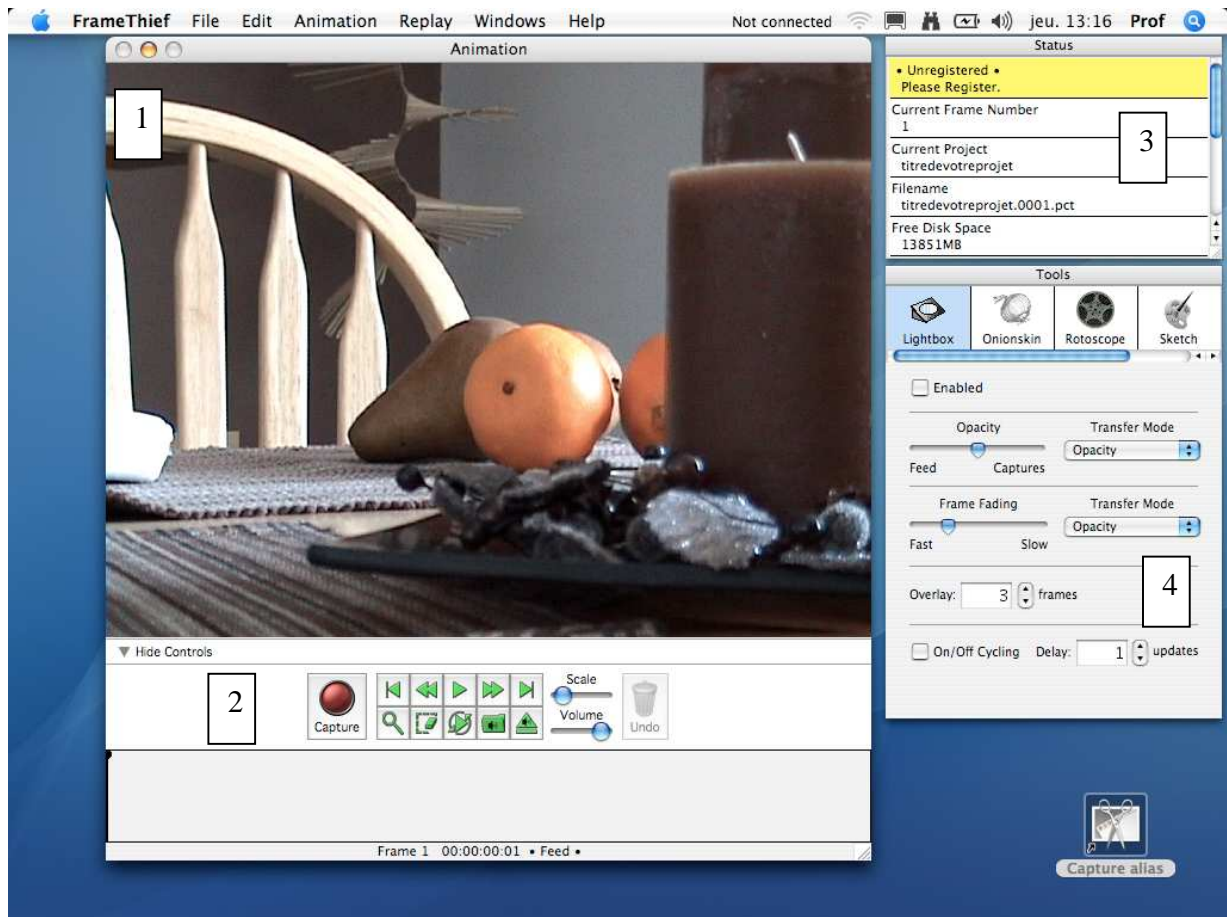 FrameThief File Edit Animation Replay Windows Help Not connected jeu. 13:16 Prof
Animation
1
Hide Controls
2
Capture
Scale
Volume
Undo
Frame 1 00:00:00:01 • Feed •
Status
• Unregistered •
Please Register.
Current Frame Number
1
3
Current Project
titredevotreprojet
Filename
titredevotreprojet.0001.pct
Free Disk Space
13851MB
Tools
Lightbox Onionskin Rotoscope Sketch
Enabled
Opacity Transfer Mode
Opacity
Feed Captures
Frame Fading Transfer Mode
Opacity
Fast Slow
4
Overlay: 3 frames
On/Off Cycling Delay: 1 updates
Capture alias